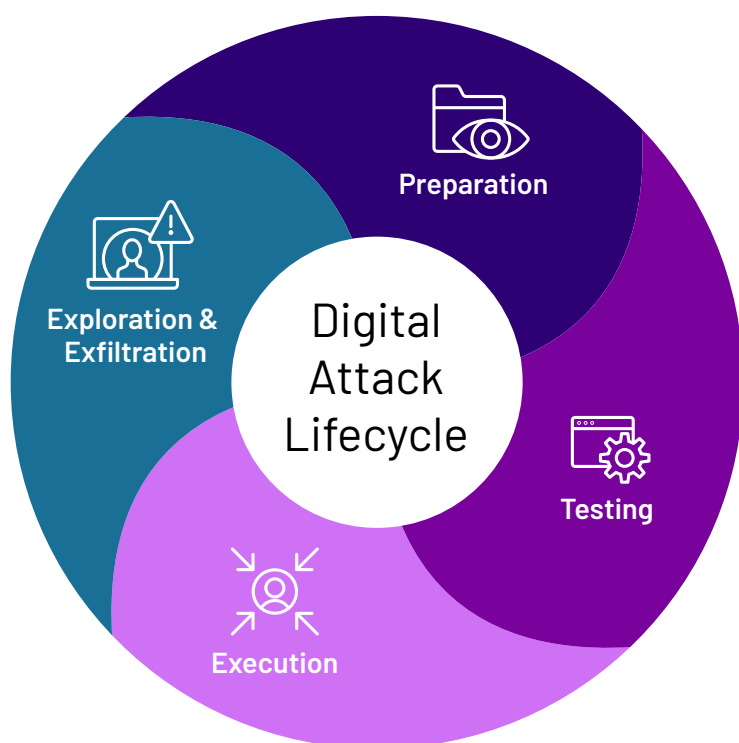 Digital
Attack
Lifecycle
Preparation
Testing
Execution
Exploration &
Exfiltration